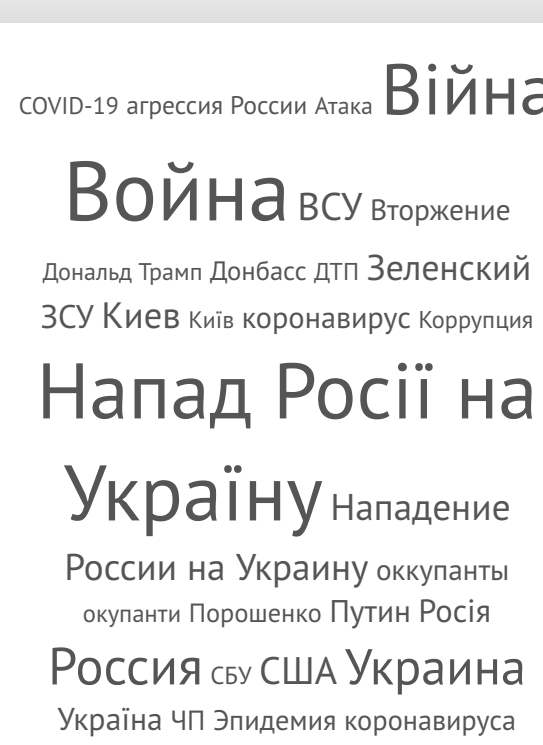 COVID-19 агрессия России Атака Війна
Война ВСУ Вторжение
Дональд Трамп Донбасс ДТП Зеленский
ЗСУ Киев Київ коронавирус Коррупция
Напад Росії на
Україну Нападение
России на Украину оккупанты
окупанти Порошенко Путин Росія
Россия СБУ США Украина
Україна ЧП Эпидемия коронавируса